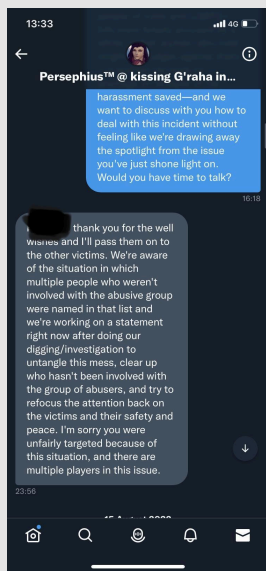 13:33
4G
Persephius™ @ kissing G'raha in...
harassment saved—and we
want to discuss with you how to
deal with this incident without
feeling like we're drawing away
the spotlight from the issue
you've just shone light on.
Would you have time to talk?
16:18
thank you for the well
wishes and I'll pass them on to
the other victims. We're aware
of the situation in which
multiple people who weren't
involved with the abusive group
were named in that list and
we're working on a statement
right now after doing our
digging/investigation to
untangle this mess, clear up
who hasn't been involved with
the group of abusers, and try to
refocus the attention back on
the victims and their safety and
peace. I'm sorry you were
unfairly targeted because of
this situation, and there are
multiple players in this issue.
23:56